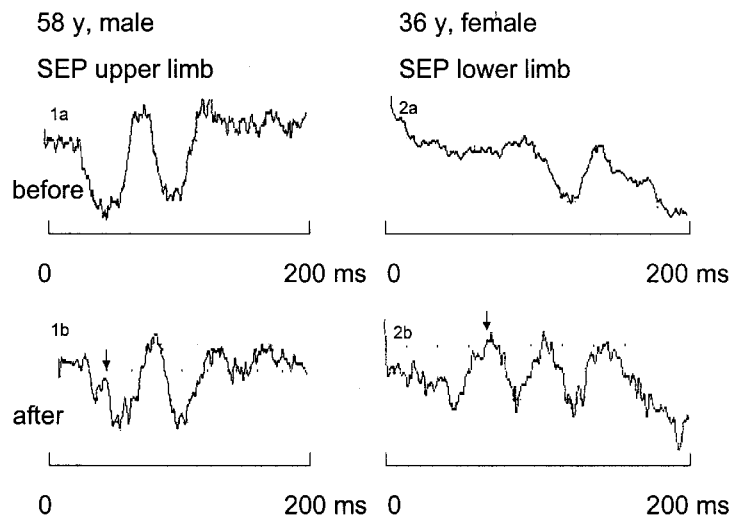 58 y, male
SEP upper limb
1a
before
0 200 ms
36 y, female
SEP lower limb
2a
0 200 ms
1b
after
0 200 ms
2b
0 200 ms